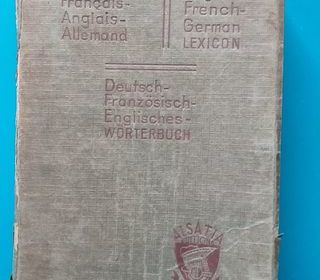 Français-
Anglais-
Allemand
French-
German
LEXICON
Deutsch-
Französisch-
Englisches-
WÖRTERBUCH
ALSATIA